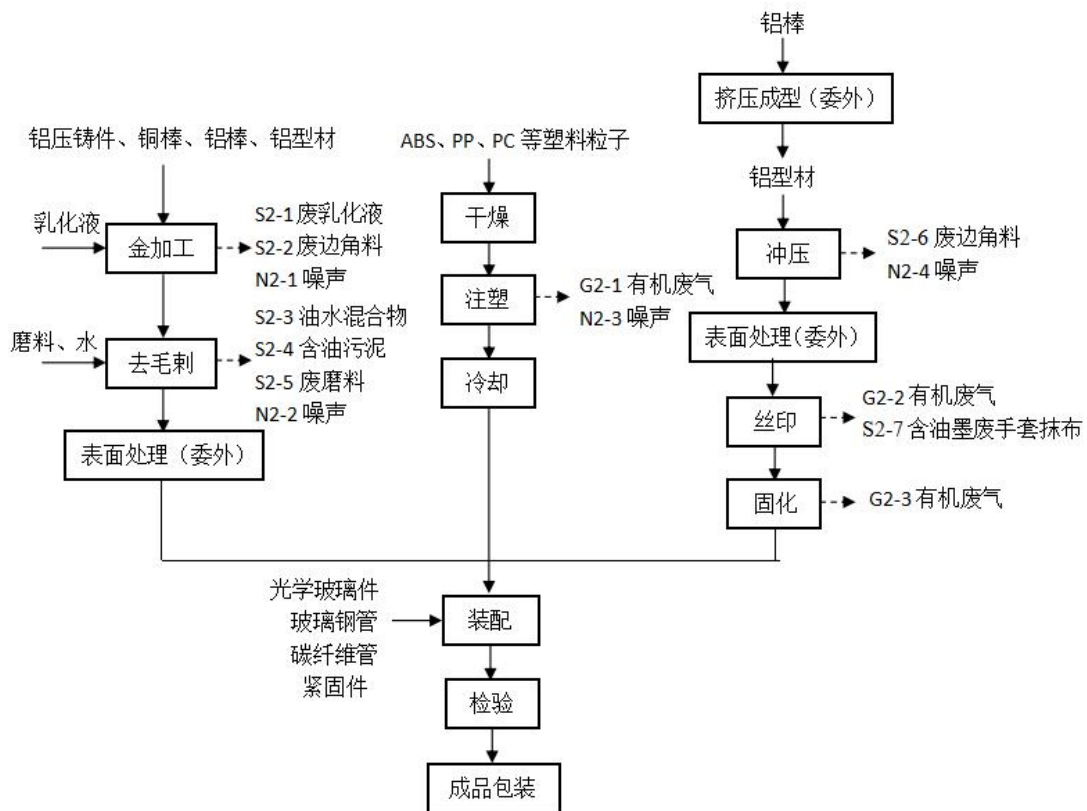 铝棒
挤压成型（委外）
铝型材
冲压
S2-6 废边角料
N2-4 噪声
表面处理（委外）
丝印
G2-2 有机废气
S2-7 含油墨废手套抹布
固化
G2-3 有机废气
铝压铸件、铜棒、铝棒、铝型材
乳化液
金加工
S2-1 废乳化液
S2-2 废边角料
N2-1 噪声
磨料、水
去毛刺
S2-3 油水混合物
S2-4 含油污泥
S2-5 废磨料
N2-2 噪声
表面处理（委外）
ABS、PP、PC 等塑料粒子
干燥
注塑
G2-1 有机废气
N2-3 噪声
冷却
光学玻璃件
玻璃钢管
碳纤维管
紧固件
装配
检验
成品包装